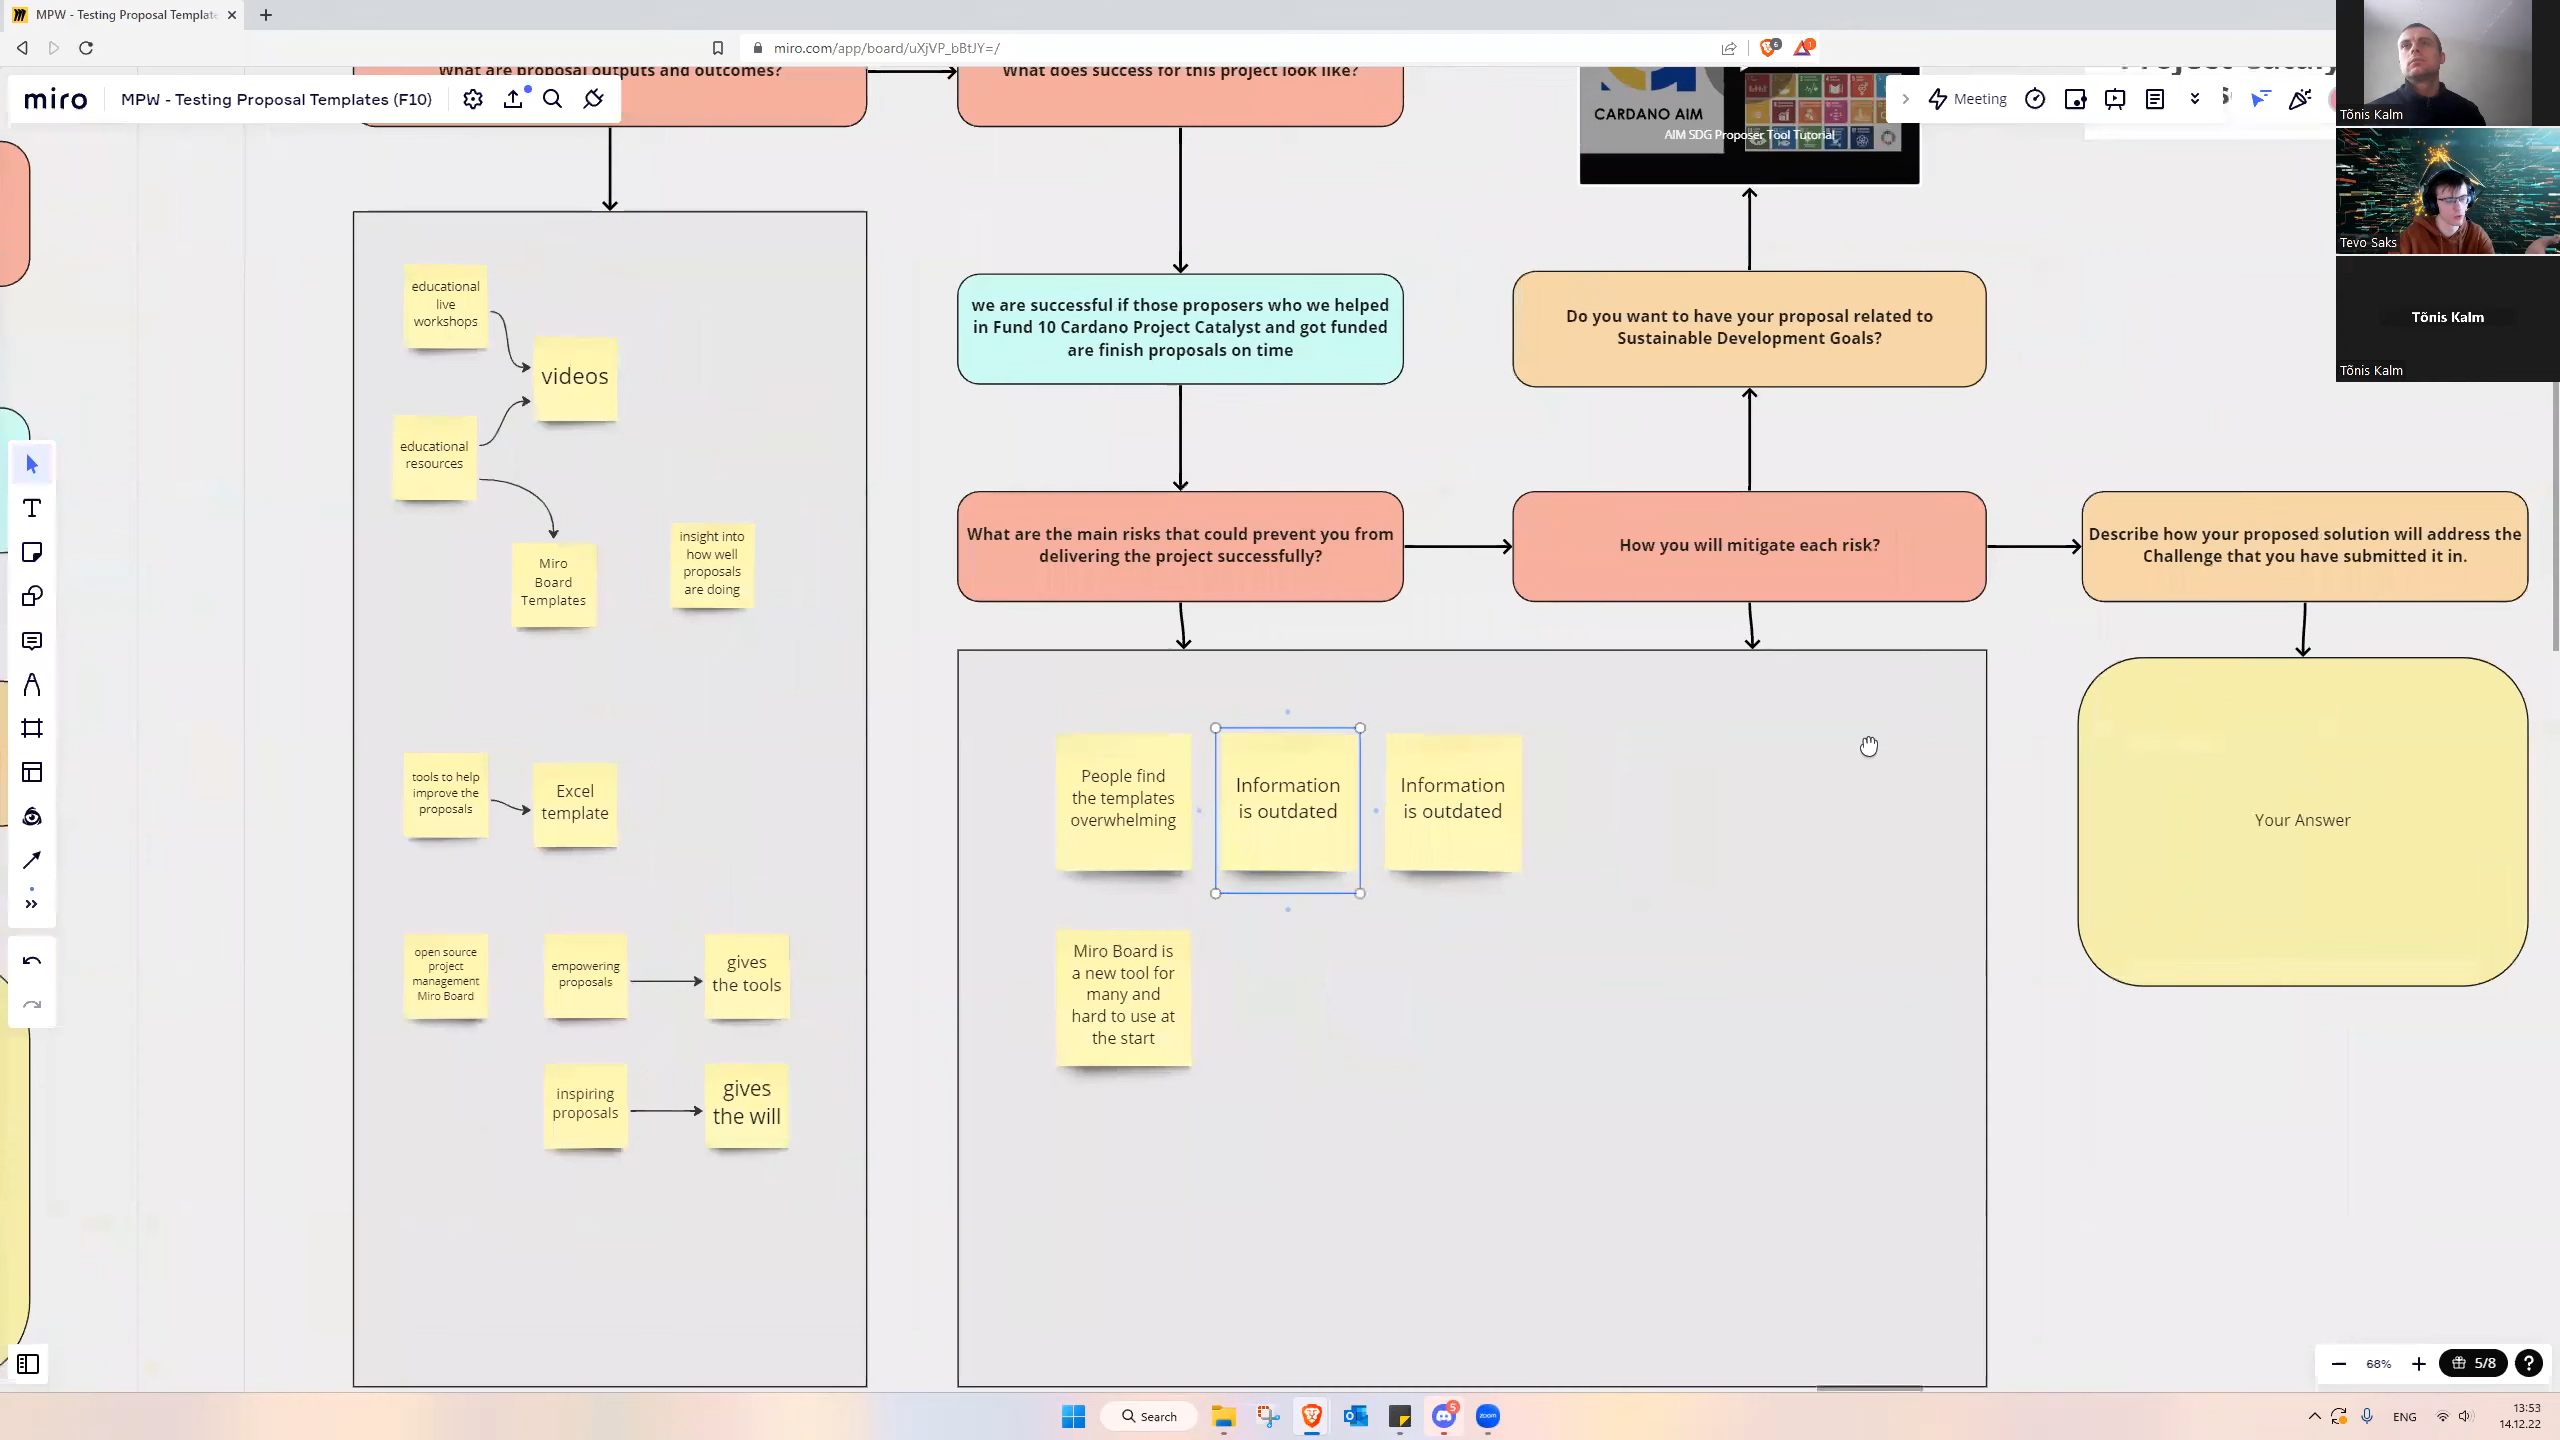 MPW - Testing Proposal Template
miro.com/app/board/uXjVP_bBtJY=/
6
1
What are proposal outputs and outcomes?
What does success for this project look like?
miro
MPW - Testing Proposal Templates (F10)
Meeting
CARDANO AIM
AIM SDG Proposer Tool Tutorial
Tõnis Kalm
Tevo Saks
Tõnis Kalm
Tõnis Kalm
educational
live
workshops
videos
educational
resources
Miro
Board
Templates
insight into
how well
proposals
are doing
tools to help
improve the
proposals
Excel
template
open source
project
management
Miro Board
empowering
proposals
gives
the tools
inspiring
proposals
gives
the will
we are successful if those proposers who we helped
in Fund 10 Cardano Project Catalyst and got funded
are finish proposals on time
Do you want to have your proposal related to
Sustainable Development Goals?
What are the main risks that could prevent you from
delivering the project successfully?
How you will mitigate each risk?
Describe how your proposed solution will address the
Challenge that you have submitted it in.
People find
the templates
overwhelming
Information
is outdated
Information
is outdated
Miro Board is
a new tool for
many and
hard to use at
the start
Your Answer
68%
5/8
?
Search
5
zoom
ENG
13:53
14.12.22